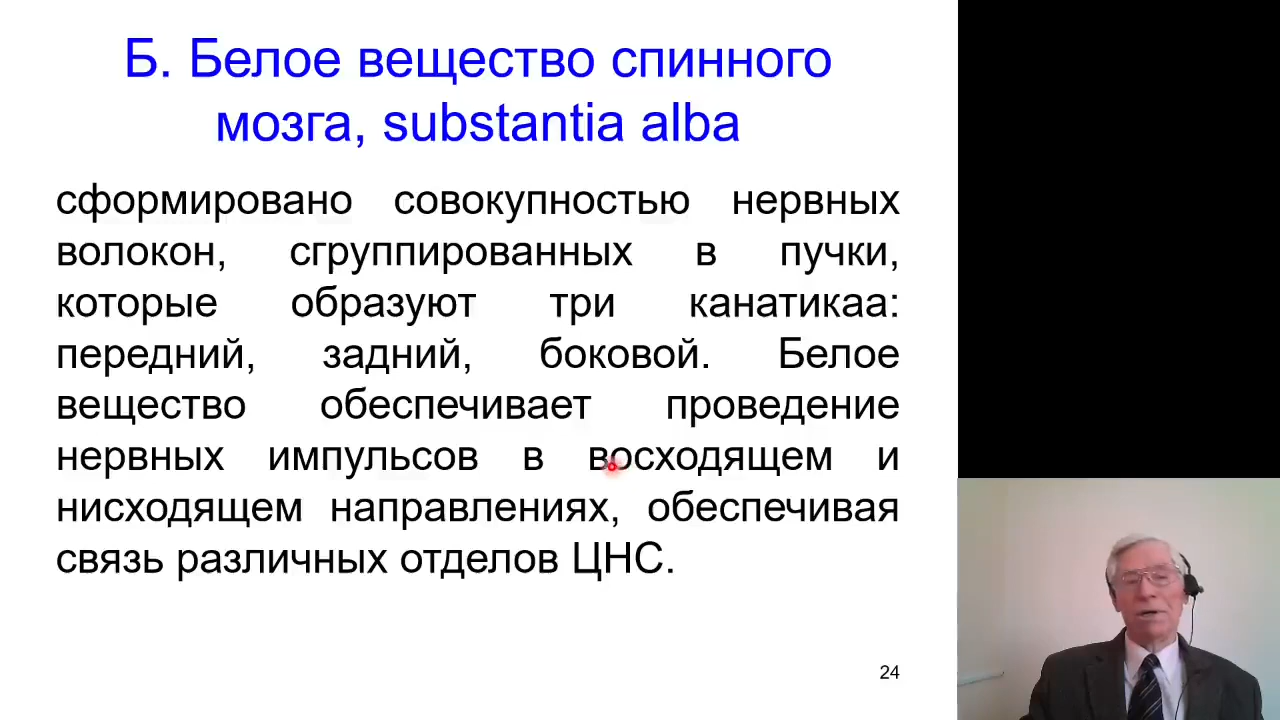 Б. Белое вещество спинного
мозга, substantia alba
сформировано совокупностью нервных
волокон, сгруппированных в пучки,
которые образуют три канатикаа:
передний, задний, боковой. Белое
вещество обеспечивает проведение
нервных импульсов в восходящем и
нисходящем направлениях, обеспечивая
связь различных отделов ЦНС.
24